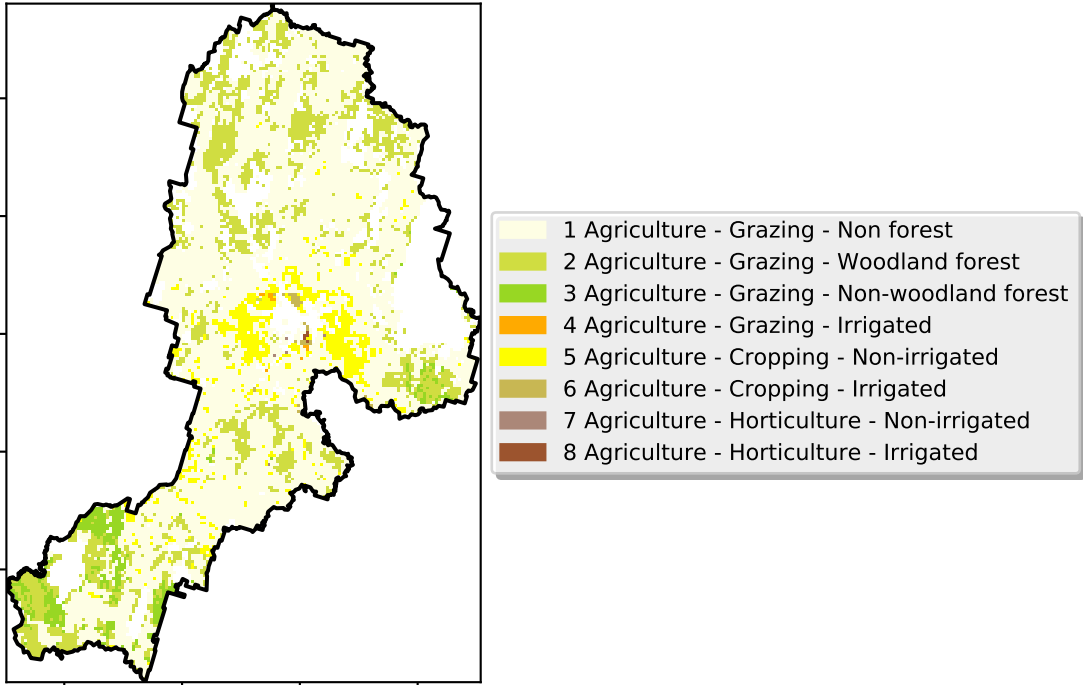 1 Agriculture - Grazing - Non forest
2 Agriculture - Grazing - Woodland forest
3 Agriculture - Grazing - Non-woodland forest
4 Agriculture - Grazing - Irrigated
5 Agriculture - Cropping - Non-irrigated
6 Agriculture - Cropping - Irrigated
7 Agriculture - Horticulture - Non-irrigated
8 Agriculture - Horticulture - Irrigated